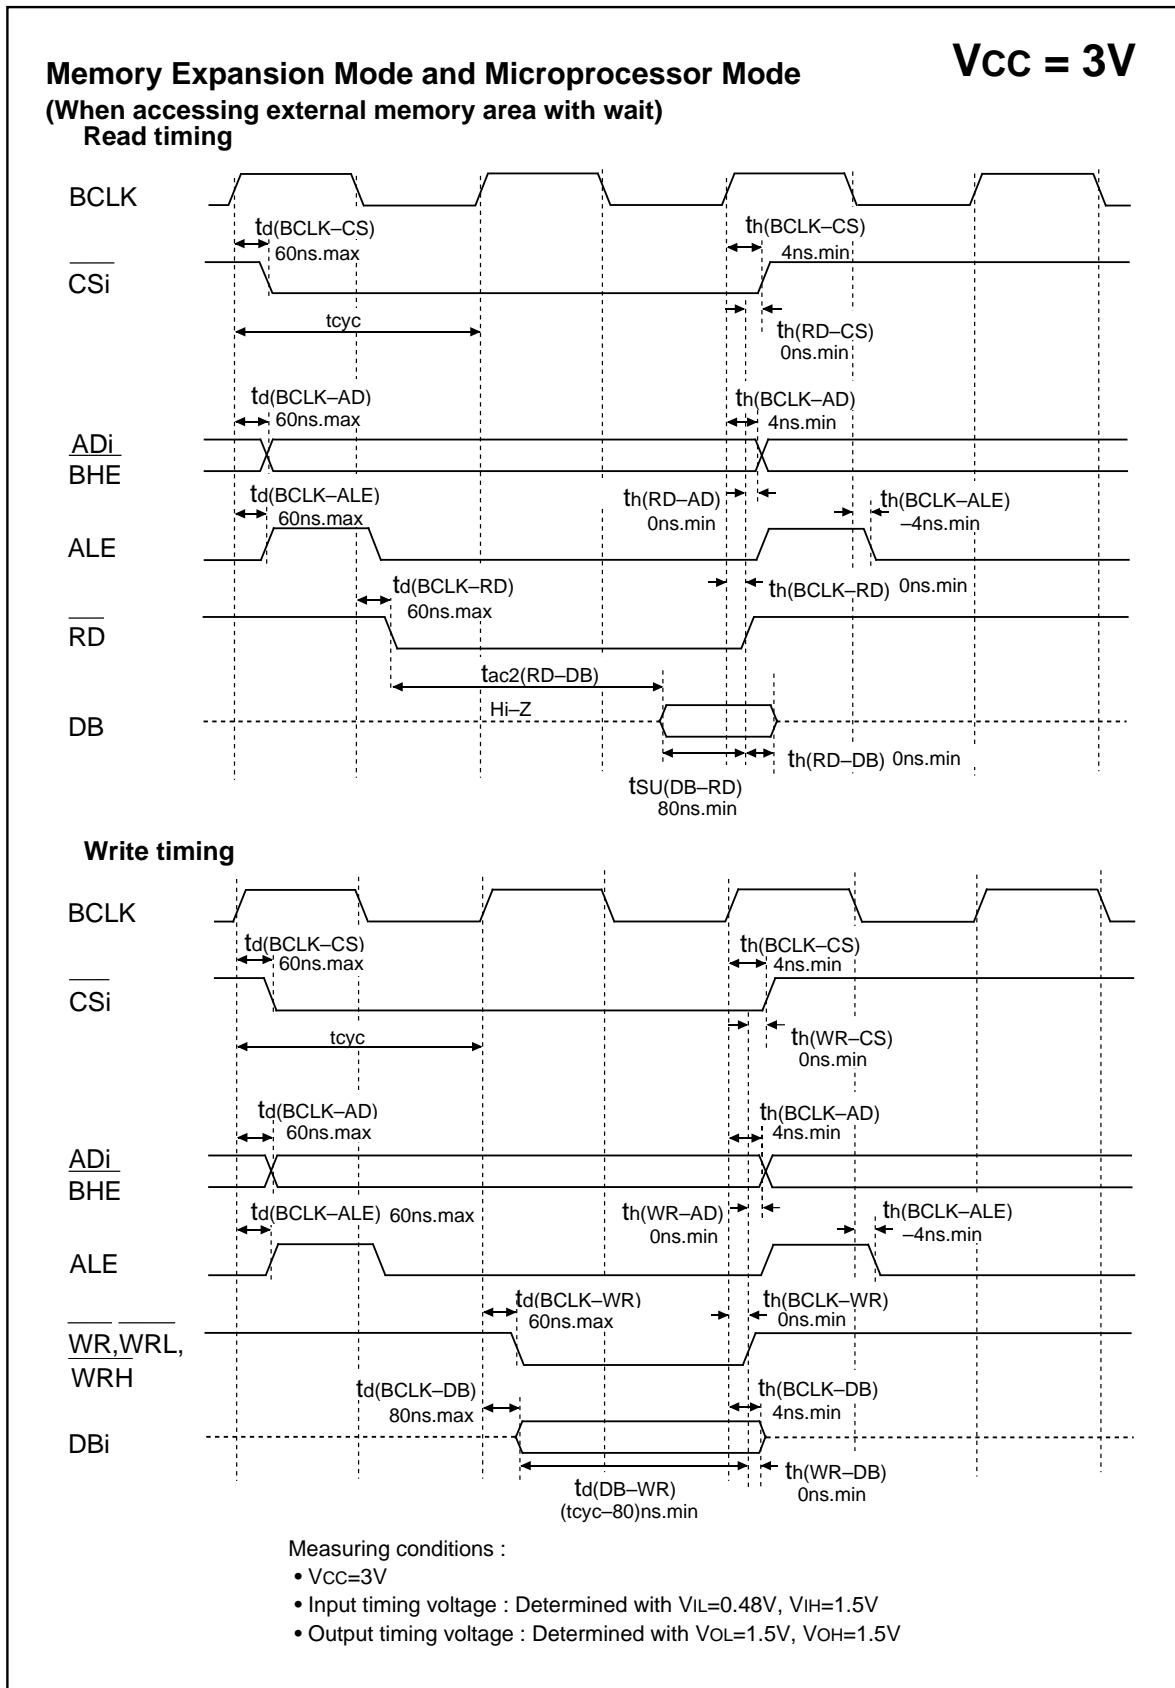 VCC = 3V
Memory Expansion Mode and Microprocessor Mode
(When accessing external memory area with wait)
Read timing
BCLK
td(BCLK–CS)
60ns.max
th(BCLK–CS)
4ns.min
CSi
tcyc
th(RD–CS)
0ns.min
td(BCLK–AD)
60ns.max
th(BCLK–AD)
4ns.min
ADi
BHE
td(BCLK–ALE)
60ns.max
th(RD–AD)
0ns.min
th(BCLK–ALE)
–4ns.min
ALE
td(BCLK–RD)
60ns.max
th(BCLK–RD) 0ns.min
RD
tac2(RD–DB)
Hi–Z
DB
th(RD–DB) 0ns.min
tSU(DB–RD)
80ns.min
Write timing
BCLK
td(BCLK–CS)
60ns.max
th(BCLK–CS)
4ns.min
CSi
tcyc
th(WR–CS)
0ns.min
td(BCLK–AD)
60ns.max
th(BCLK–AD)
4ns.min
ADi
BHE
td(BCLK–ALE) 60ns.max
th(WR–AD)
0ns.min
th(BCLK–ALE)
–4ns.min
ALE
td(BCLK–WR)
60ns.max
th(BCLK–WR)
0ns.min
WR,WRL,
WRH
td(BCLK–DB)
80ns.max
th(BCLK–DB)
4ns.min
DBi
td(DB–WR)
(tcyc–80)ns.min
th(WR–DB)
0ns.min
Measuring conditions :
• VCC=3V
• Input timing voltage : Determined with VIL=0.48V, VIH=1.5V
• Output timing voltage : Determined with VOL=1.5V, VOH=1.5V